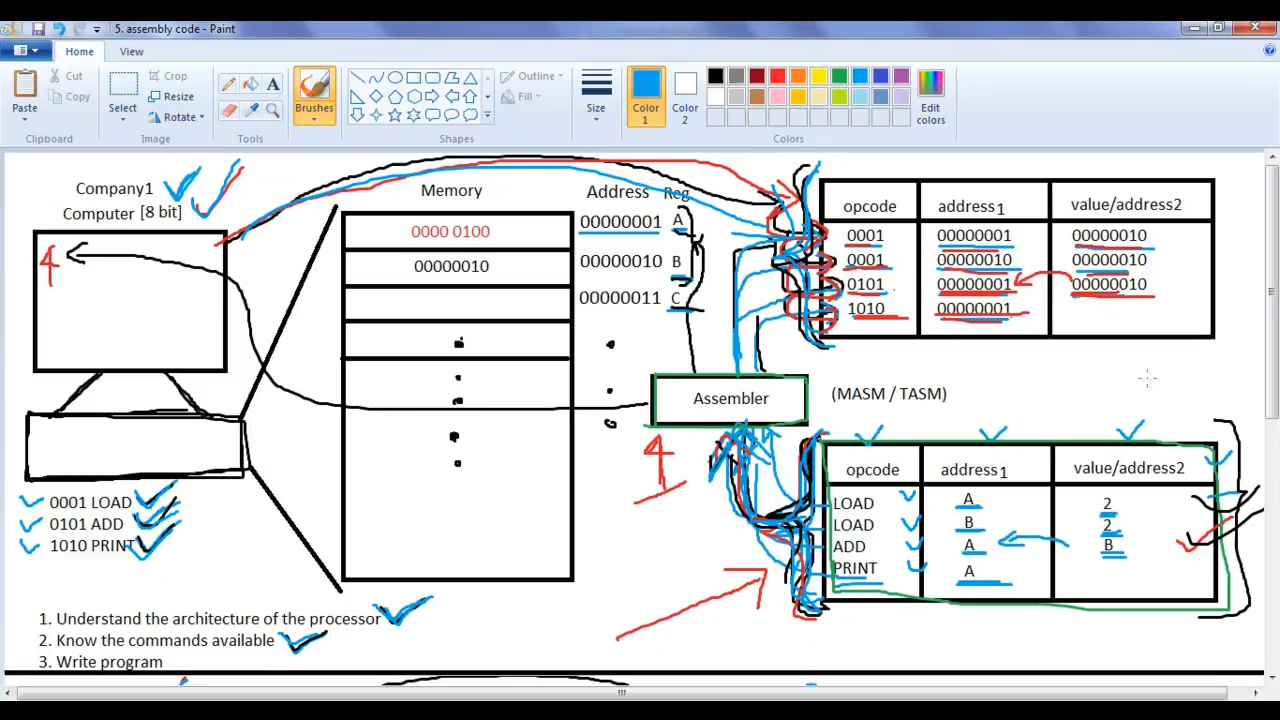 5. assembly code - Paint
Home
View
Paste
Cut
Copy
Clipboard
Select
Crop
Resize
Rotate
Image
Tools
Brushes
Outline
Fill
Shapes
Size
Color 1
Color 2
Edit colors
Colors
Company1
Computer [8 bit]
4
0001 LOAD
0101 ADD
1010 PRINT
1. Understand the architecture of the processor
2. Know the commands available
3. Write program
Memory
0000 0100
00000010
Address Reg
00000001 A
00000010 B
00000011 C
Assembler
(MASM / TASM)
4
opcode address1 value/address2
0001 00000001 00000010
0001 00000010 00000010
0101 00000001 00000010
1010 00000001
opcode address1 value/address2
LOAD A 2
LOAD B 2
ADD A B
PRINT A